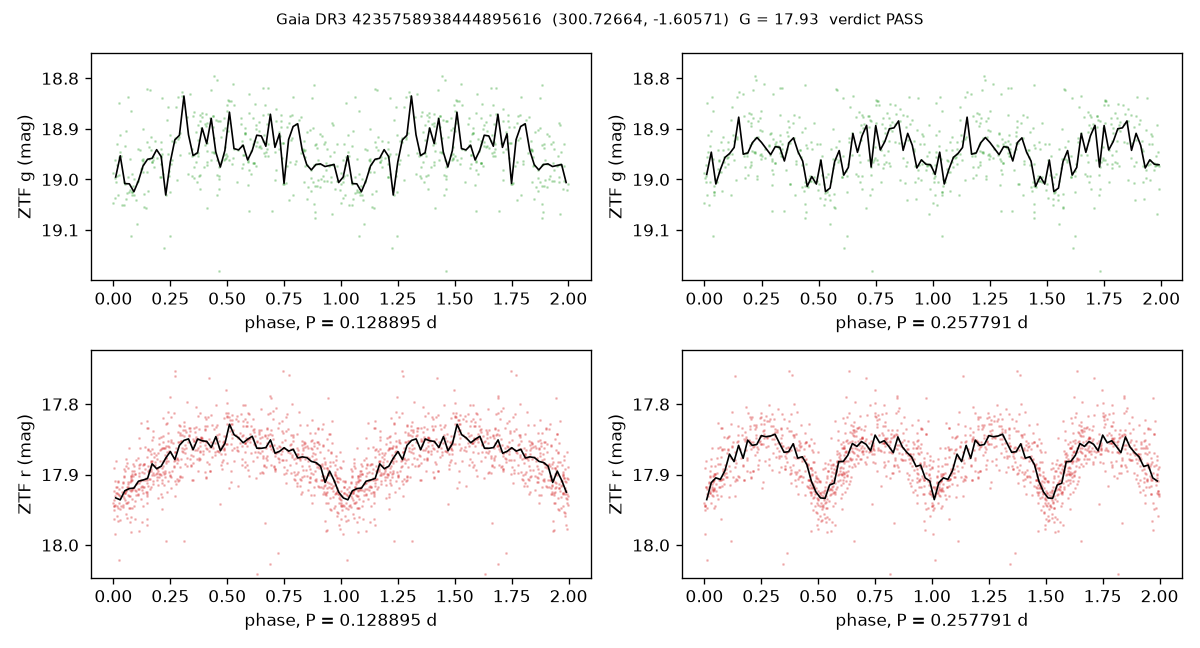 Gaia DR3 4235758938444895616  (300.72664, -1.60571)  G = 17.93  verdict PASS
ZTF g (mag)
18.8
18.9
19.0
19.1
0.00 0.25 0.50 0.75 1.00 1.25 1.50 1.75 2.00
phase, P = 0.128895 d
ZTF g (mag)
18.8
18.9
19.0
19.1
0.00 0.25 0.50 0.75 1.00 1.25 1.50 1.75 2.00
phase, P = 0.257791 d
ZTF r (mag)
17.8
17.9
18.0
0.00 0.25 0.50 0.75 1.00 1.25 1.50 1.75 2.00
phase, P = 0.128895 d
ZTF r (mag)
17.8
17.9
18.0
0.00 0.25 0.50 0.75 1.00 1.25 1.50 1.75 2.00
phase, P = 0.257791 d